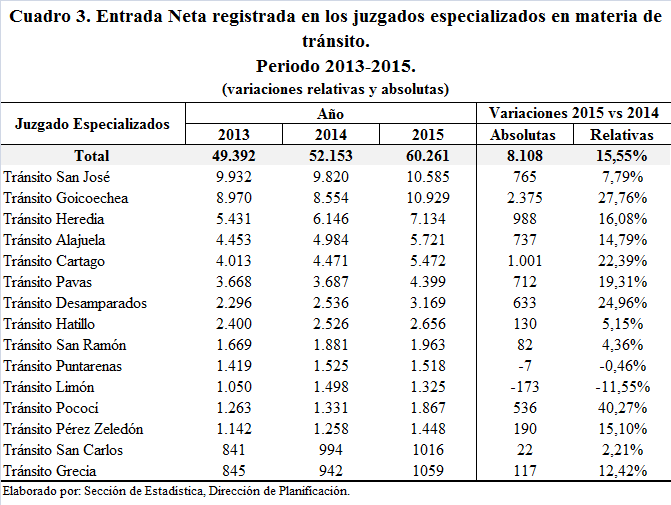 Cuadro 3. Entrada Neta registrada en los juzgados especializados en materia de
tránsito.
Periodo 2013-2015.
(variaciones relativas y absolutas)
Juzgado Especializados Año Variaciones 2015 vs 2014
2013 2014 2015 Absolutas Relativas
Total 49.392 52.153 60.261 8.108 15,55%
Tránsito San José 9.932 9.820 10.585 765 7,79%
Tránsito Goicoechea 8.970 8.554 10.929 2.375 27,76%
Tránsito Heredia 5.431 6.146 7.134 988 16,08%
Tránsito Alajuela 4.453 4.984 5.721 737 14,79%
Tránsito Cartago 4.013 4.471 5.472 1.001 22,39%
Tránsito Pavas 3.668 3.687 4.399 712 19,31%
Tránsito Desamparados 2.296 2.536 3.169 633 24,96%
Tránsito Hatillo 2.400 2.526 2.656 130 5,15%
Tránsito San Ramón 1.669 1.881 1.963 82 4,36%
Tránsito Puntarenas 1.419 1.525 1.518 -7 -0,46%
Tránsito Limón 1.050 1.498 1.325 -173 -11,55%
Tránsito Pococi 1.263 1.331 1.867 536 40,27%
Tránsito Pérez Zeledón 1.142 1.258 1.448 190 15,10%
Tránsito San Carlos 841 994 1016 22 2,21%
Tránsito Grecia 845 942 1059 117 12,42%
Elaborado por: Sección de Estadistica, Dirección de Planificación.